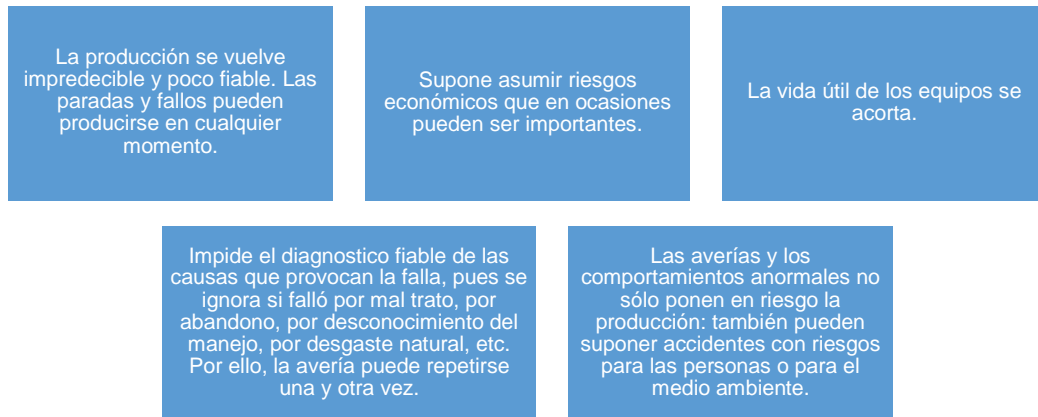 La producción se vuelve
impredecible y poco fiable. Las
paradas y fallos pueden
producirse en cualquier
momento.
Supone asumir riesgos
económicos que en ocasiones
pueden ser importantes.
La vida útil de los equipos se
acorta.
Impide el diagnostico fiable de las
causas que provocan la falla, pues se
ignora si falló por mal trato, por
abandono, por desconocimiento del
manejo, por desgaste natural, etc.
Por ello, la avería puede repetirse
una y otra vez.
Las averías y los
comportamientos anormales no
sólo ponen en riesgo la
producción: también pueden
suponer accidentes con riesgos
para las personas o para el
medio ambiente.